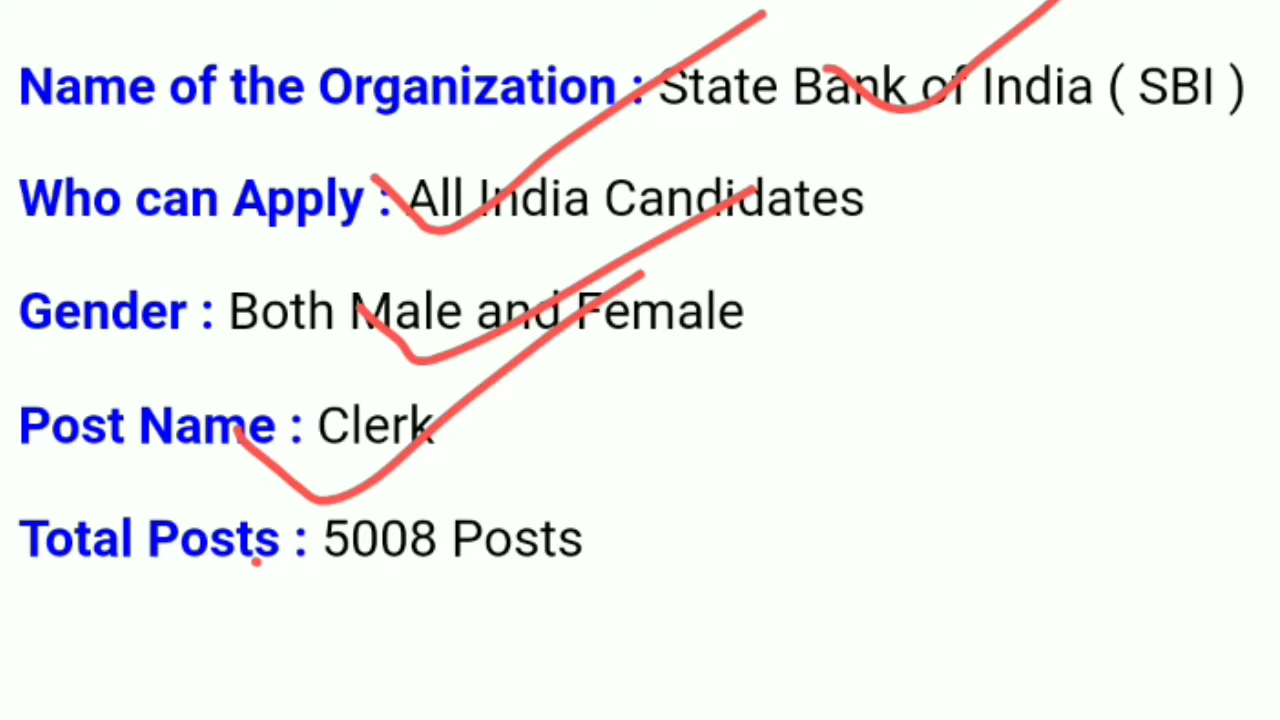 Name of the Organization : State Bank of India ( SBI )
Who can Apply : All India Candidates
Gender : Both Male and Female
Post Name : Clerk
Total Posts : 5008 Posts